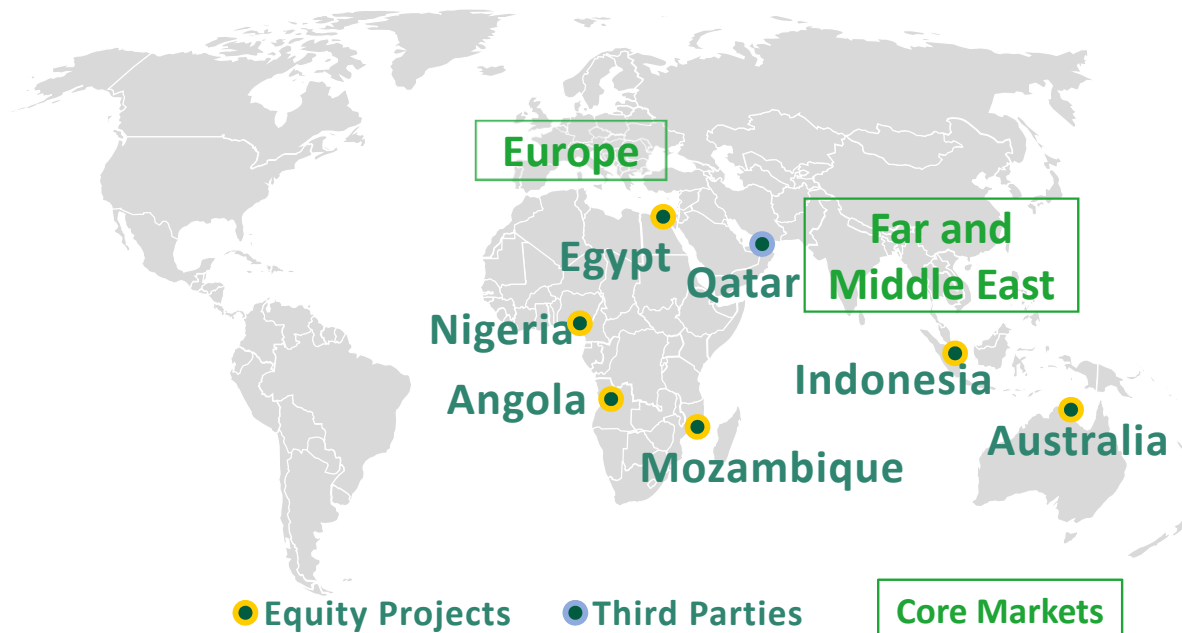 Europe
Far and
Middle East
Egypt
Qatar
Nigeria
Indonesia
Angola
Australia
Mozambique
Equity Projects
Third Parties
Core Markets